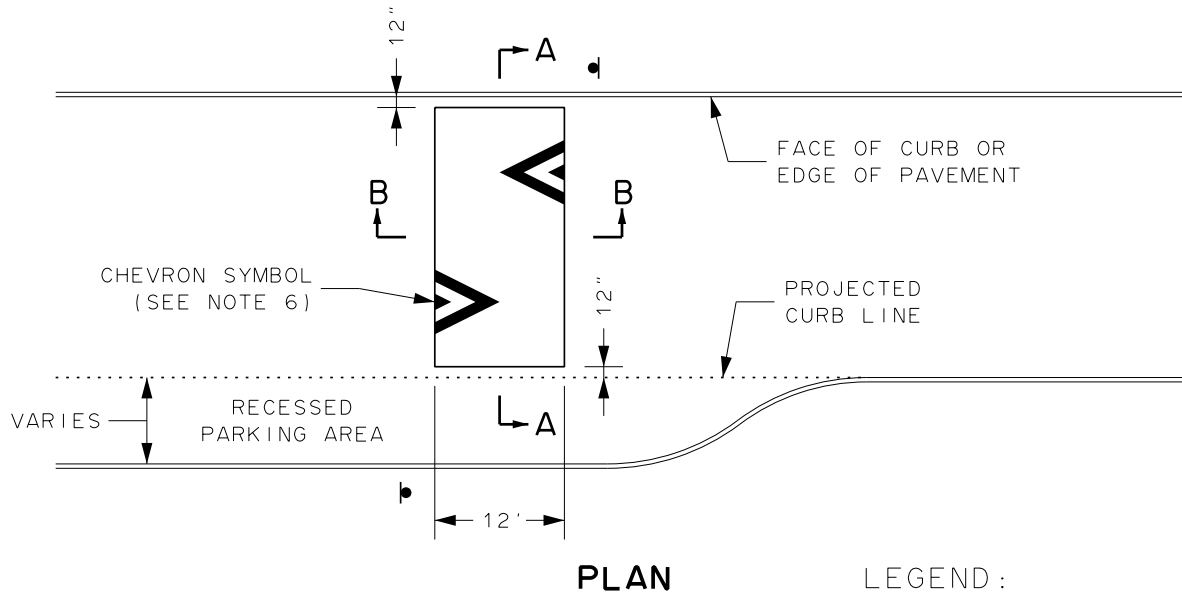 12"
A
FACE OF CURB OR
EDGE OF PAVEMENT
B
B
CHEVRON SYMBOL
(SEE NOTE 6)
12"
PROJECTED
CURB LINE
VARIES
RECESSED
PARKING AREA
A
12'
PLAN
LEGEND: